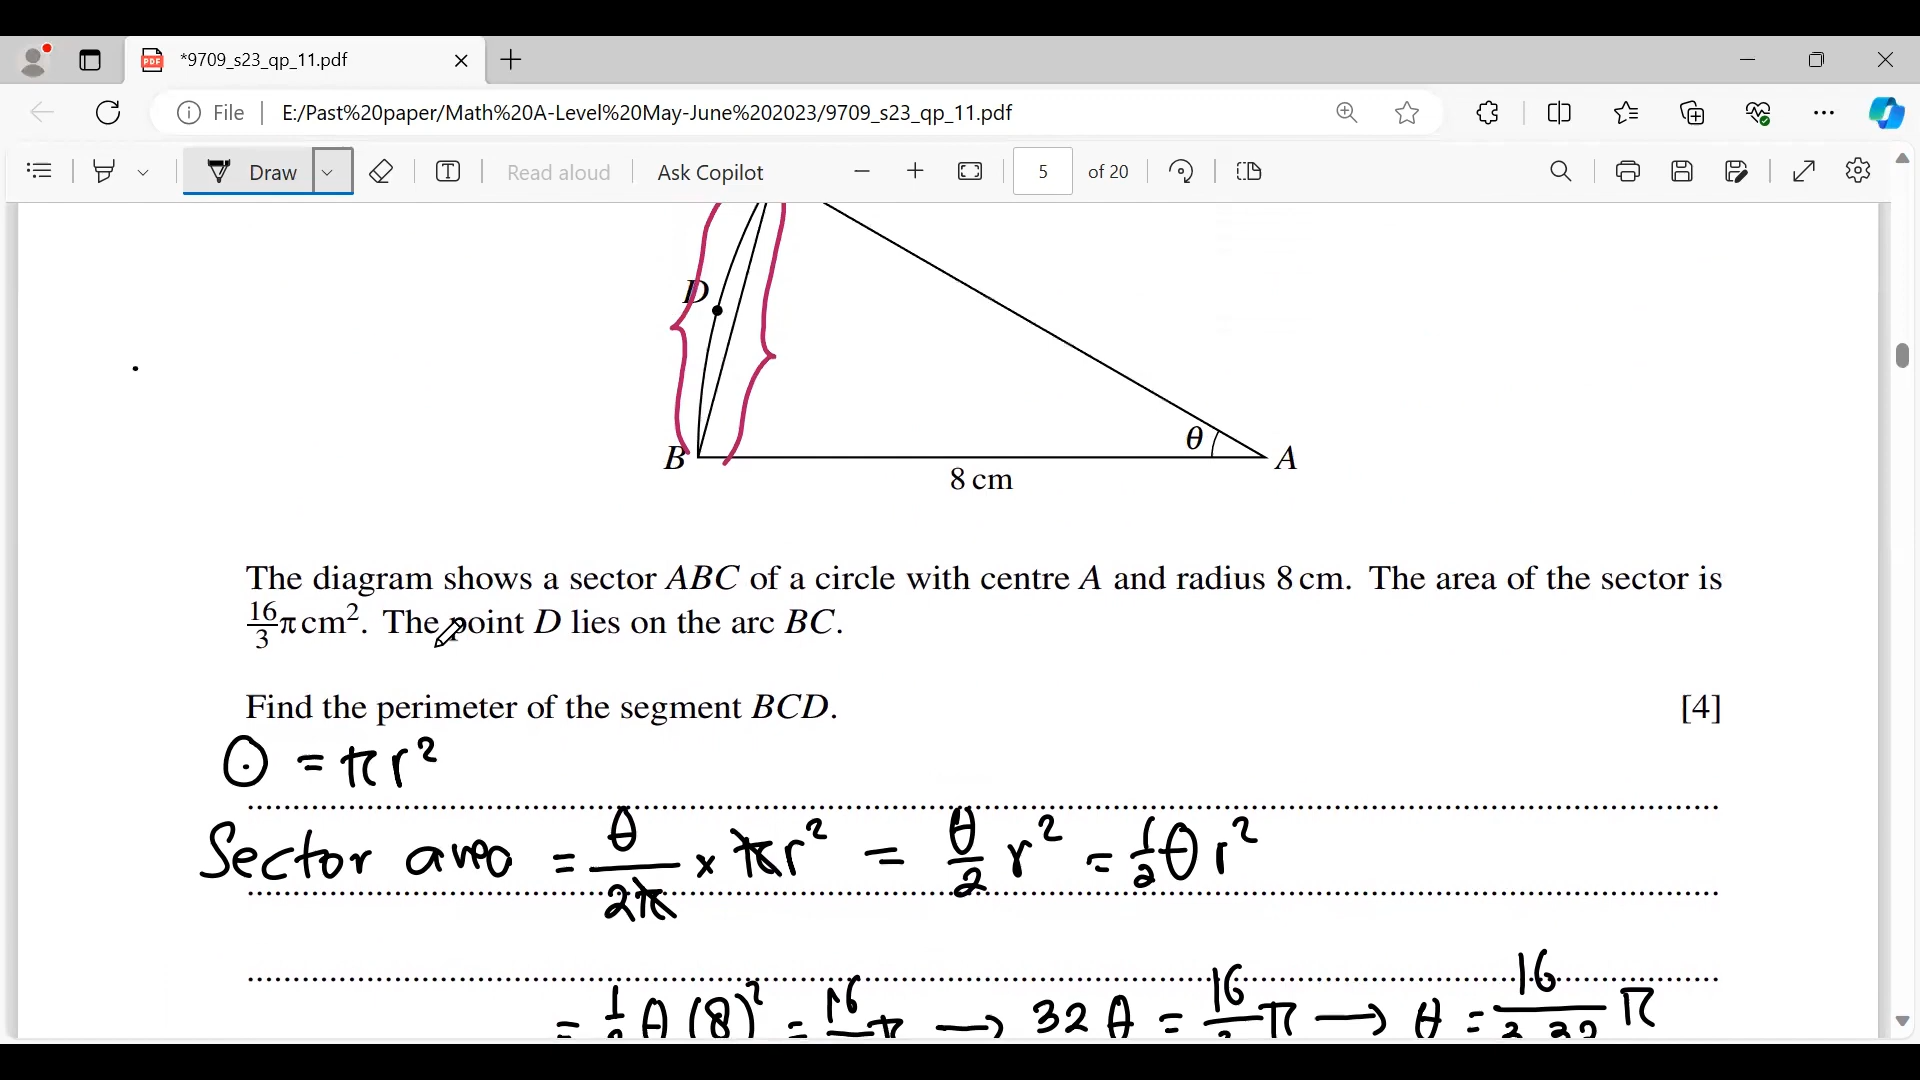 *9709_s23_qp_11.pdf
File E:/Past%20paper/Math%20A-Level%20May-June%202023/9709_s23_qp_11.pdf
Draw Read aloud Ask Copilot 5 of 20
D
B θ A
8 cm
The diagram shows a sector ABC of a circle with centre A and radius 8 cm. The area of the sector is
16/3 π cm². The point D lies on the arc BC.
Find the perimeter of the segment BCD. [4]
⊙ = πr²
Sector area = θ/2π × πr² = θ/2 r² = 1/2 θ r²
= 1/2 θ (8)² = 16/3 π → 32 θ = 16/3 π → θ = 16/3·32 π